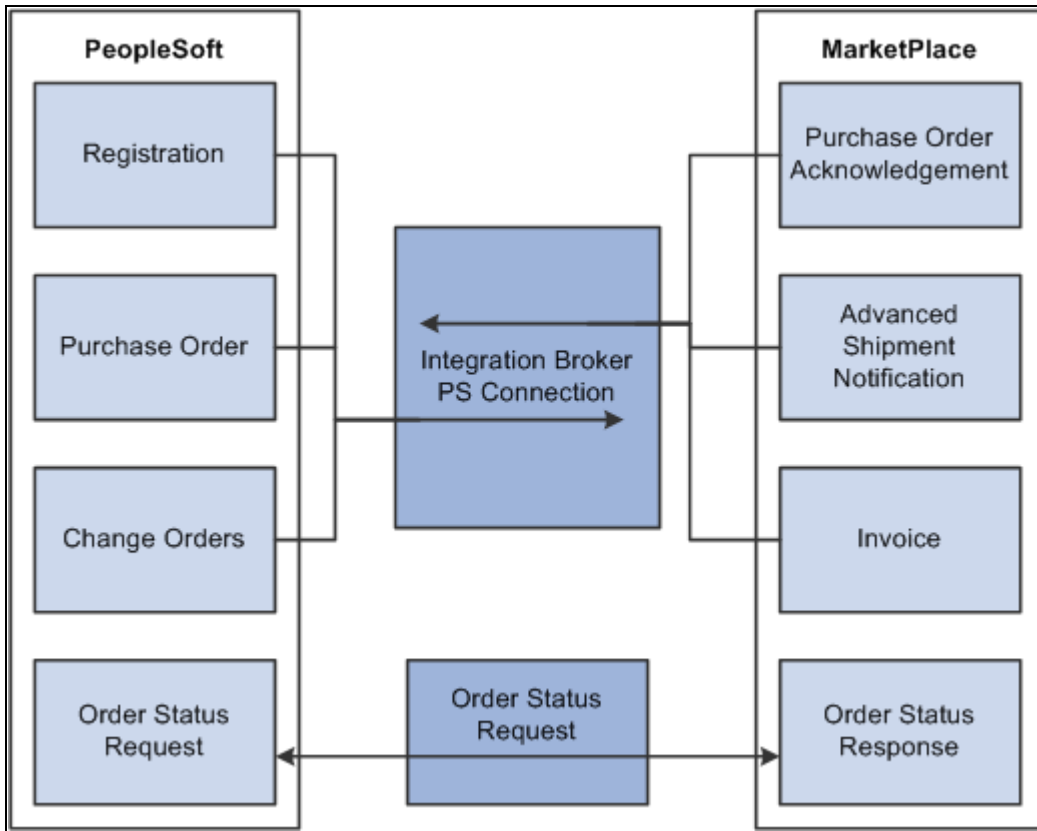 PeopleSoft
Registration
Purchase Order
Change Orders
Order Status
Request
Integration Broker
PS Connection
Order Status
Request
MarketPlace
Purchase Order
Acknowledgement
Advanced
Shipment
Notification
Invoice
Order Status
Response